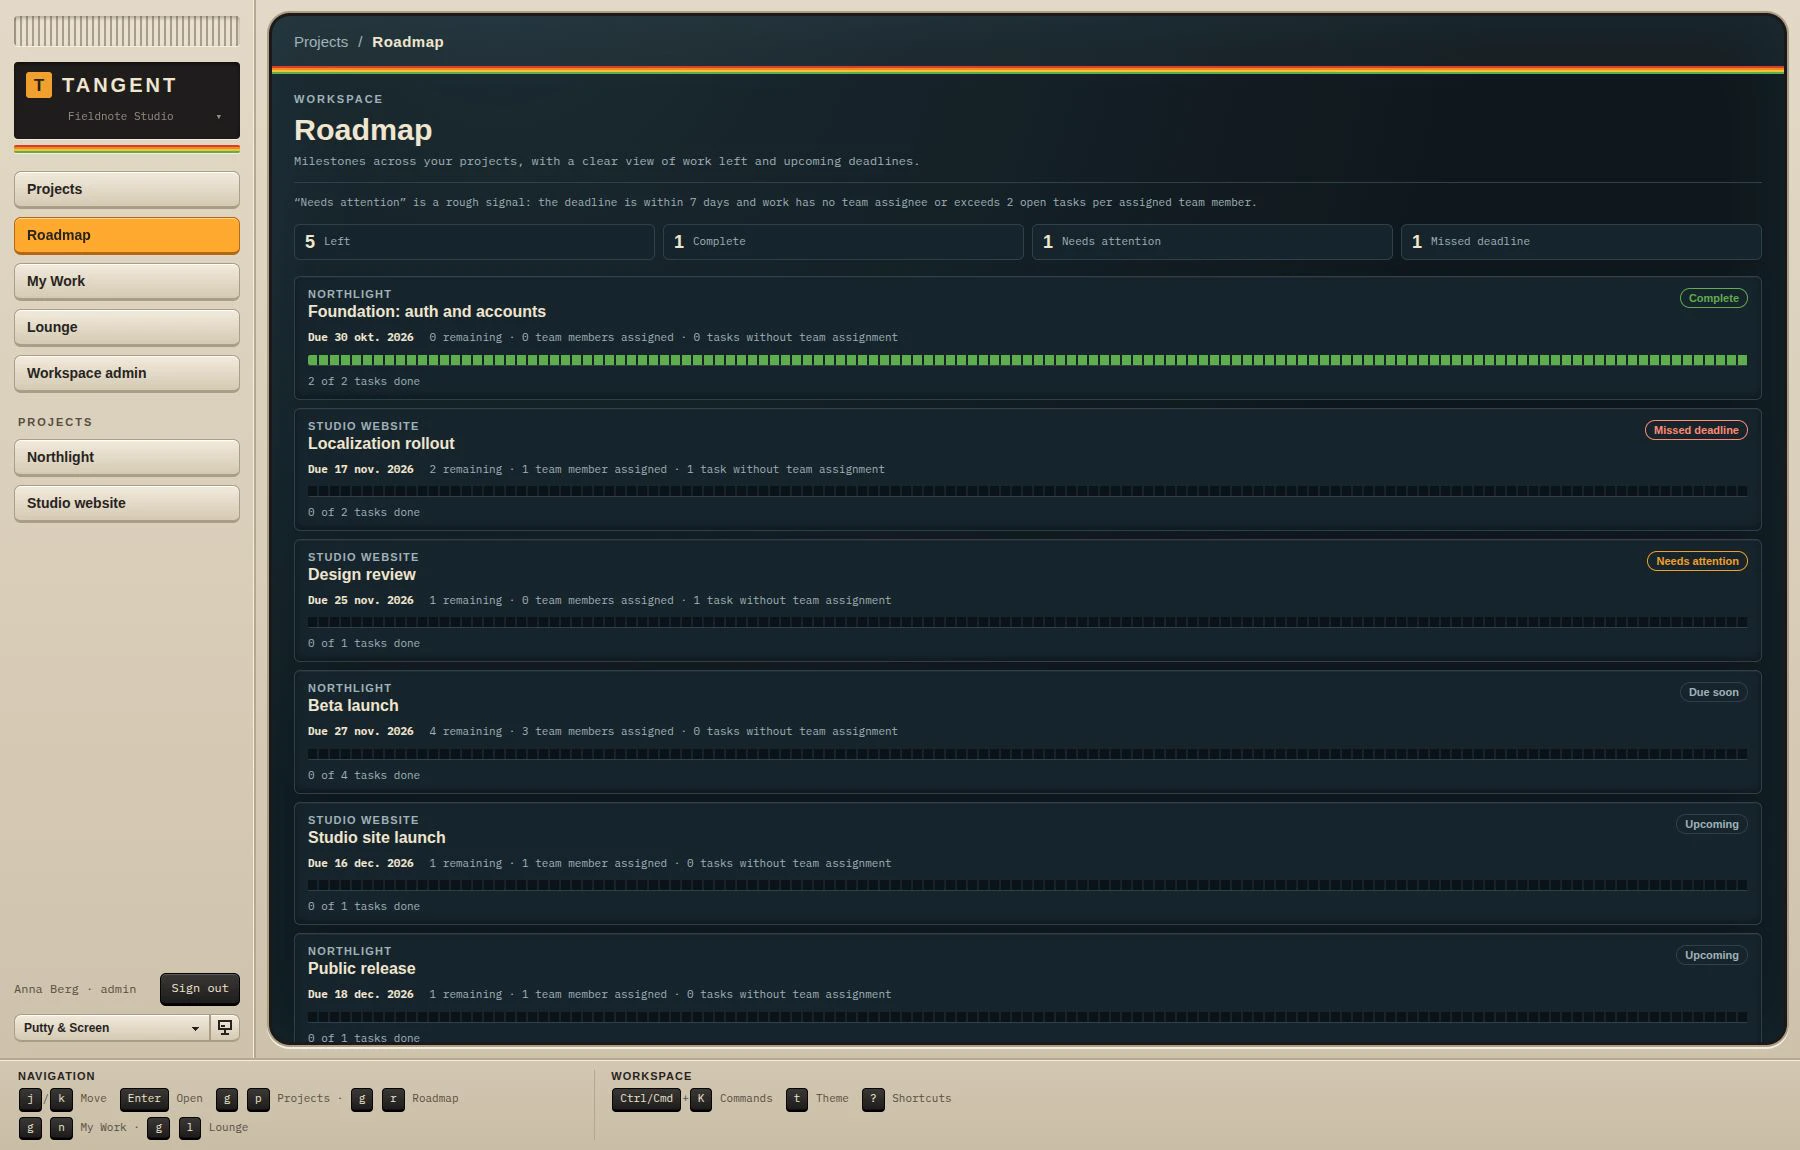 T TANGENT
Fieldnote Studio ▾
Projects
Roadmap
My Work
Lounge
Workspace admin
PROJECTS
Northlight
Studio website
Anna Berg · admin
Sign out
Putty & Screen
Projects / Roadmap
WORKSPACE
Roadmap
Milestones across your projects, with a clear view of work left and upcoming deadlines.
“Needs attention” is a rough signal: the deadline is within 7 days and work has no team assignee or exceeds 2 open tasks per assigned team member.
5 Left
1 Complete
1 Needs attention
1 Missed deadline
NORTHLIGHT
Foundation: auth and accounts
Complete
Due 30 okt. 2026 0 remaining · 0 team members assigned · 0 tasks without team assignment
2 of 2 tasks done
STUDIO WEBSITE
Localization rollout
Missed deadline
Due 17 nov. 2026 2 remaining · 1 team member assigned · 1 task without team assignment
0 of 2 tasks done
STUDIO WEBSITE
Design review
Needs attention
Due 25 nov. 2026 1 remaining · 0 team members assigned · 1 task without team assignment
0 of 1 tasks done
NORTHLIGHT
Beta launch
Due soon
Due 27 nov. 2026 4 remaining · 3 team members assigned · 0 tasks without team assignment
0 of 4 tasks done
STUDIO WEBSITE
Studio site launch
Upcoming
Due 16 dec. 2026 1 remaining · 1 team member assigned · 0 tasks without team assignment
0 of 1 tasks done
NORTHLIGHT
Public release
Upcoming
Due 18 dec. 2026 1 remaining · 1 team member assigned · 0 tasks without team assignment
0 of 1 tasks done
NAVIGATION
j / k Move Enter Open g p Projects · g r Roadmap
g n My Work · g l Lounge
WORKSPACE
Ctrl/Cmd + K Commands t Theme ? Shortcuts